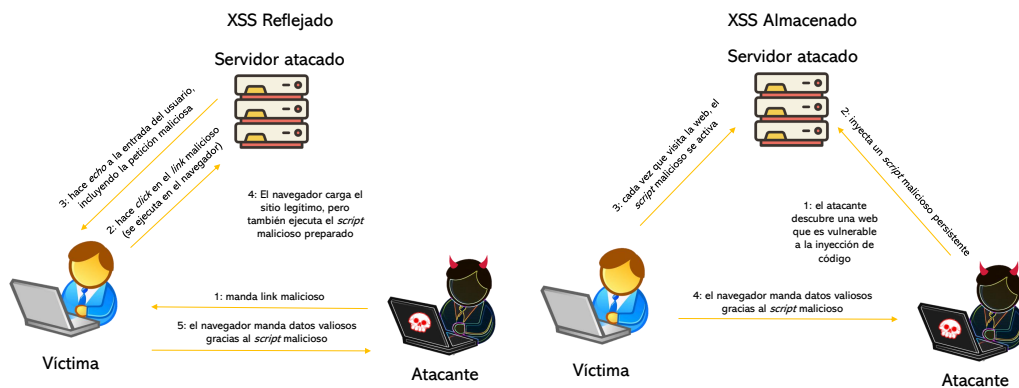 XSS Reflejado
Servidor atacado
3: hace echo a la entrada del usuario,
incluyendo la petición maliciosa
2: hace click en el link malicioso
(se ejecuta en el navegador)
4: El navegador carga el
sitio legítimo, pero
también ejecuta el script
malicioso preparado
1: manda link malicioso
5: el navegador manda datos valiosos
gracias al script malicioso
Víctima
Atacante
XSS Almacenado
Servidor atacado
3: cada vez que visita la web, el
script malicioso se activa
2: inyecta un script malicioso persistente
1: el atacante
descubre una web
que es vulnerable
a la inyección de
código
4: el navegador manda datos valiosos
gracias al script malicioso
Víctima
Atacante